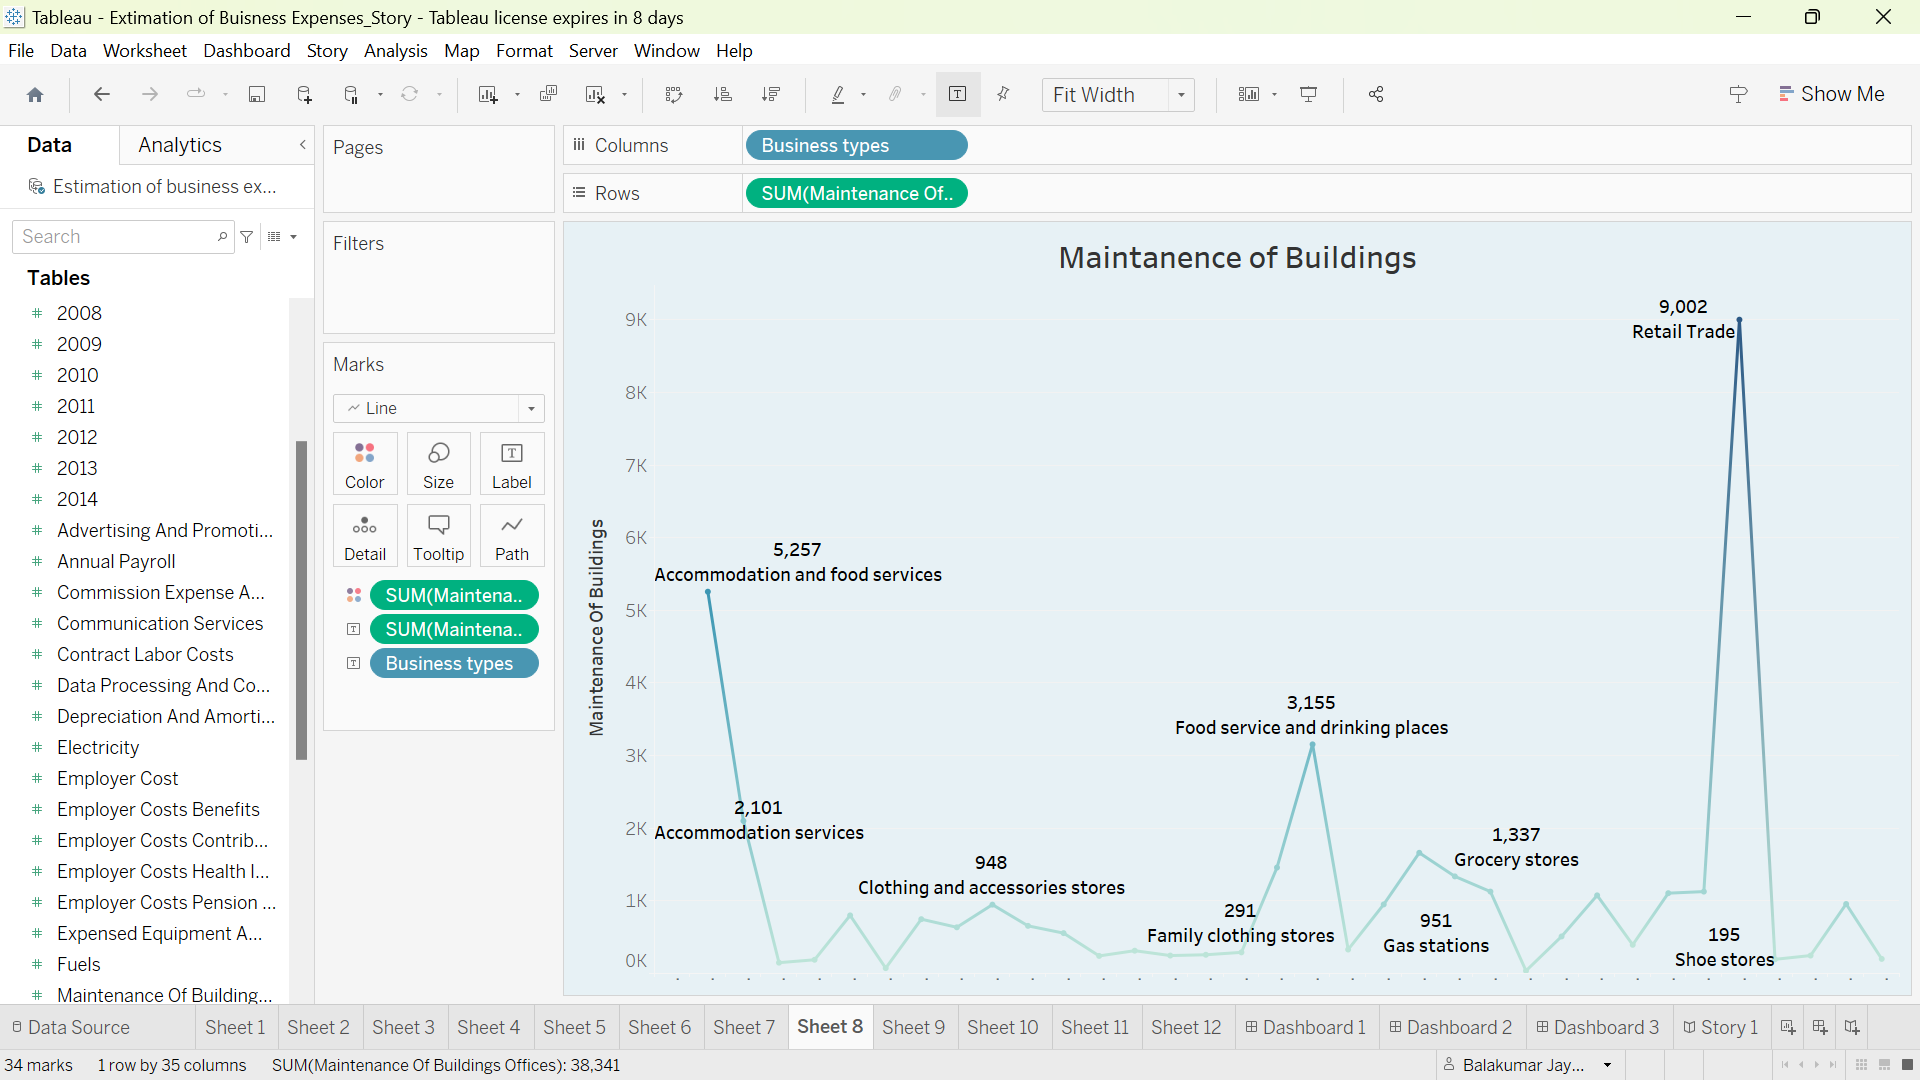 Tableau - Extimation of Buisness Expenses_Story - Tableau license expires in 8 days
File Data Worksheet Dashboard Story Analysis Map Format Server Window Help
Fit Width
Show Me
Data
Analytics
Estimation of business ex...
Search
Tables
2008
2009
2010
2011
2012
2013
2014
Advertising And Promoti...
Annual Payroll
Commission Expense A...
Communication Services
Contract Labor Costs
Data Processing And Co...
Depreciation And Amorti...
Electricity
Employer Cost
Employer Costs Benefits
Employer Costs Contrib...
Employer Costs Health I...
Employer Costs Pension ...
Expensed Equipment A...
Fuels
Maintenance Of Building...
Pages
Filters
Marks
Line
Color Size Label
Detail Tooltip Path
SUM(Maintena..
SUM(Maintena..
Business types
Columns
Business types
Rows
SUM(Maintenance Of..
Maintanence of Buildings
Maintenance Of Buildings
9K
8K
7K
6K
5K
4K
3K
2K
1K
0K
9,002
Retail Trade
5,257
Accommodation and food services
3,155
Food service and drinking places
2,101
Accommodation services
1,337
Grocery stores
948
Clothing and accessories stores
291
Family clothing stores
951
Gas stations
195
Shoe stores
Data Source Sheet 1 Sheet 2 Sheet 3 Sheet 4 Sheet 5 Sheet 6 Sheet 7 Sheet 8 Sheet 9 Sheet 10 Sheet 11 Sheet 12 Dashboard 1 Dashboard 2 Dashboard 3 Story 1
34 marks 1 row by 35 columns SUM(Maintenance Of Buildings Offices): 38,341
Balakumar Jay...